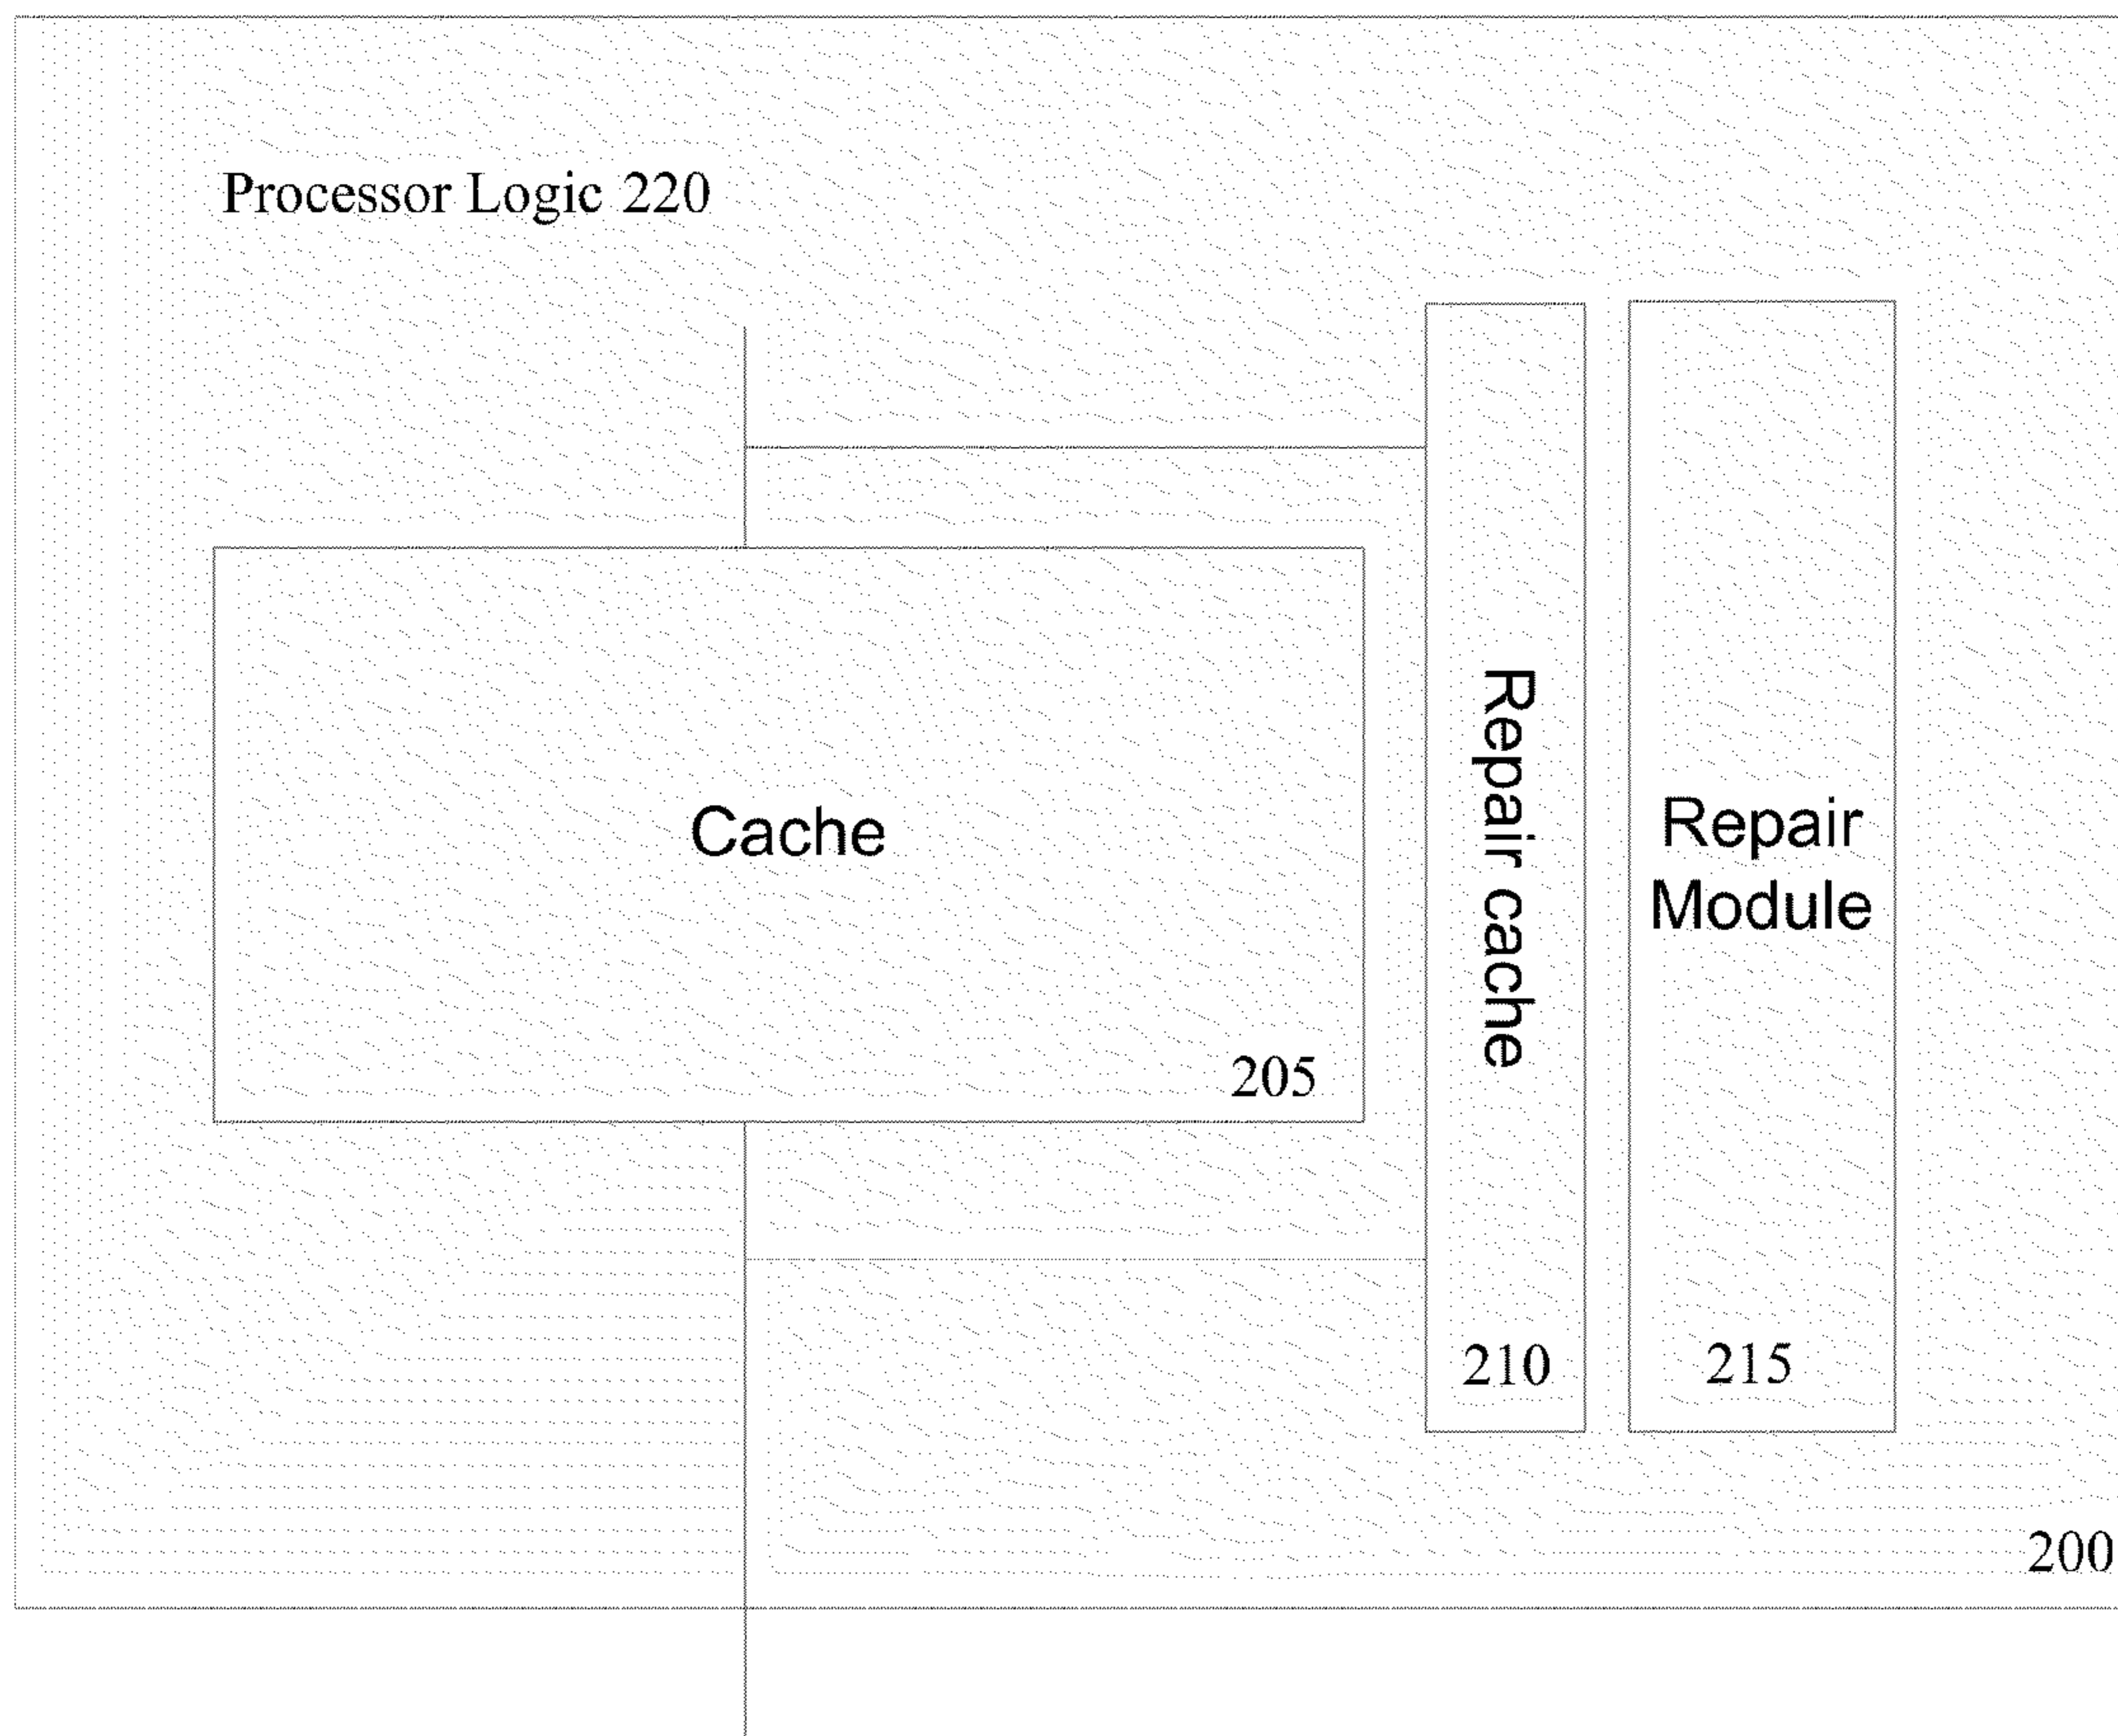 Processor Logic 220
Cache
205
Repair cache
210
Repair
Module
215
200